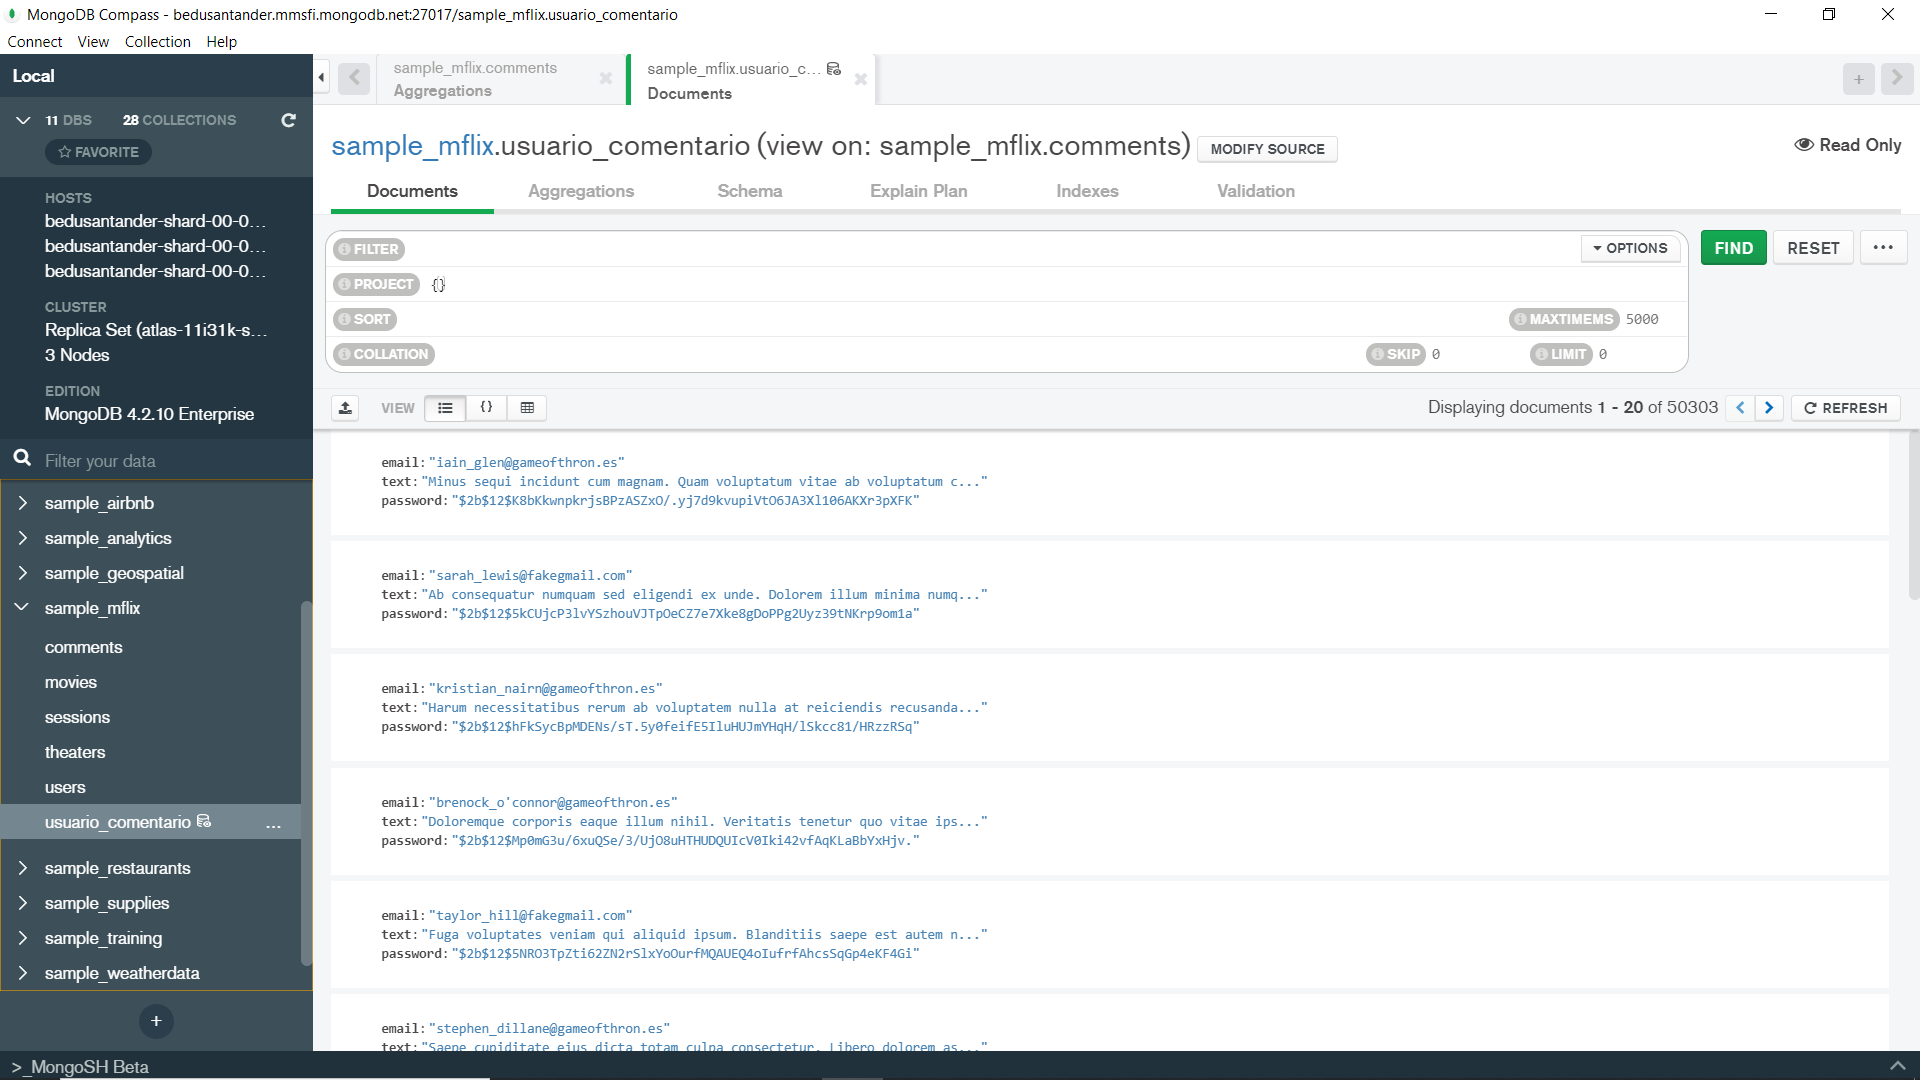 MongoDB Compass - bedusantander.mmsfi.mongodb.net:27017/sample_mflix.usuario_comentario
Connect View Collection Help
Local
11 DBS 28 COLLECTIONS
FAVORITE
HOSTS
bedusantander-shard-00-0...
bedusantander-shard-00-0...
bedusantander-shard-00-0...
CLUSTER
Replica Set (atlas-11i31k-s...
3 Nodes
EDITION
MongoDB 4.2.10 Enterprise
Filter your data
sample_airbnb
sample_analytics
sample_geospatial
sample_mflix
comments
movies
sessions
theaters
users
usuario_comentario ...
sample_restaurants
sample_supplies
sample_training
sample_weatherdata
+
sample_mflix.comments
Aggregations
sample_mflix.usuario_c...
Documents
sample_mflix.usuario_comentario (view on: sample_mflix.comments) MODIFY SOURCE
Read Only
Documents Aggregations Schema Explain Plan Indexes Validation
FILTER OPTIONS FIND RESET ...
PROJECT {}
SORT MAXTIMEMS 5000
COLLATION SKIP 0 LIMIT 0
VIEW {} Displaying documents 1 - 20 of 50303 REFRESH
email: "iain_glen@gameofthron.es"
text: "Minus sequi incidunt cum magnam. Quam voluptatum vitae ab voluptatum c..."
password: "$2b$12$K8bKkwnpkrjsBPzASZxO/.yj7d9kvupiVtO6JA3Xl106AKXr3pXFK"
email: "sarah_lewis@fakegmail.com"
text: "Ab consequatur numquam sed eligendi ex unde. Dolorem illum minima numq..."
password: "$2b$12$5kCUjcP3lvYSzhouVJTpOeCZ7e7Xke8gDoPPg2Uyz39tNKrp9om1a"
email: "kristian_nairn@gameofthron.es"
text: "Harum necessitatibus rerum ab voluptatem nulla at reiciendis recusanda..."
password: "$2b$12$hFkSycBpMDENs/sT.5y0feifE5IluHUJmYHqH/lSkcc81/HRzzRSq"
email: "brenock_o'connor@gameofthron.es"
text: "Doloremque corporis eaque illum nihil. Veritatis tenetur quo vitae ips..."
password: "$2b$12$Mp0mG3u/6xuQSe/3/UjO8uHTHUDQUIcV0Iki42vfAqKLaBbYxHjv."
email: "taylor_hill@fakegmail.com"
text: "Fuga voluptates veniam qui aliquid ipsum. Blanditiis saepe est autem n..."
password: "$2b$12$5NRO3TpZti62ZN2rSlxYoOurfMQAUEQ4oIufrfAhcsSqGp4eKF4Gi"
email: "stephen_dillane@gameofthron.es"
text: "Saepe cupiditate eius dicta totam culpa consectetur. Libero dolorem as..."
>_MongoSH Beta